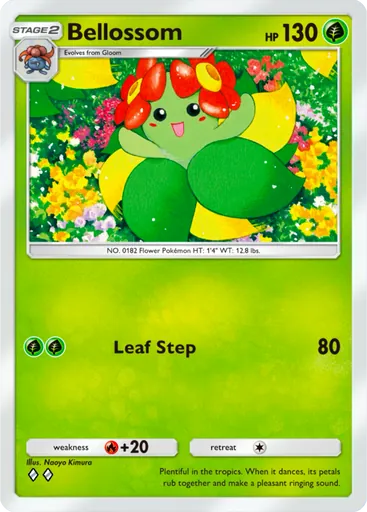 STAGE 2 Bellossom HP 130
Evolves from Gloom
NO. 0182 Flower Pokémon HT: 1'4" WT: 12.8 lbs.
Leaf Step 80
weakness +20 retreat
Illus. Naoyo Kimura
Plentiful in the tropics. When it dances, its petals
rub together and make a pleasant ringing sound.